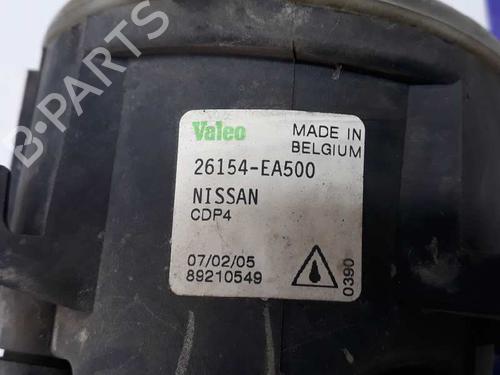 Valeo
MADE IN
BELGIUM
26154-EA500
NISSAN
CDP4
07/02/05
89210549
0390
B-PARTS